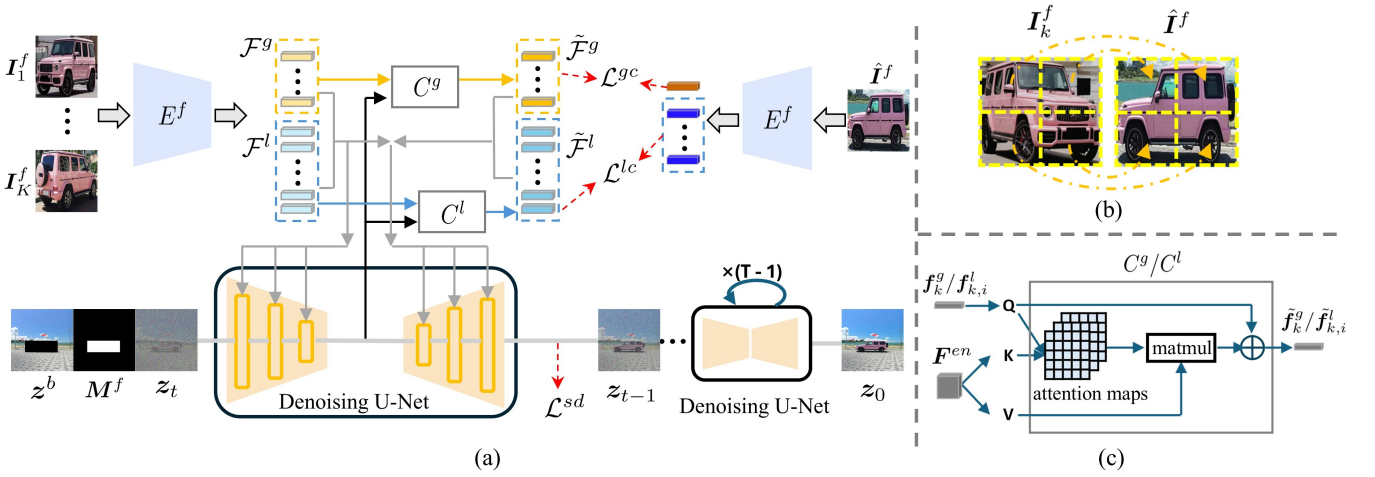 I_1^f
I_K^f
E^f
F^g
F^l
C^g
C^l
F̃^g
F̃^l
L^gc
L^lc
Î^f
E^f
z^b
M^f
z_t
Denoising U-Net
L^sd
z_{t−1}
×(T - 1)
Denoising U-Net
z_0
(a)
I_k^f
Î^f
(b)
C^g/C^l
f_k^g/f_{k,i}^l
Q
F^en
K
V
attention maps
matmul
f̃_k^g/f̃_{k,i}^l
(c)